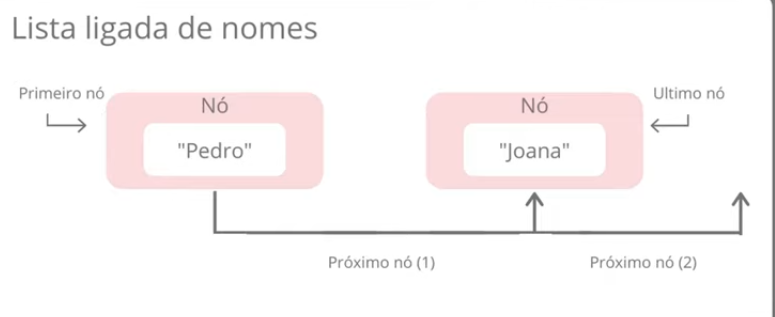 Lista ligada de nomes
Primeiro nó
Nó
"Pedro"
Nó
"Joana"
Ultimo nó
Próximo nó (1)
Próximo nó (2)